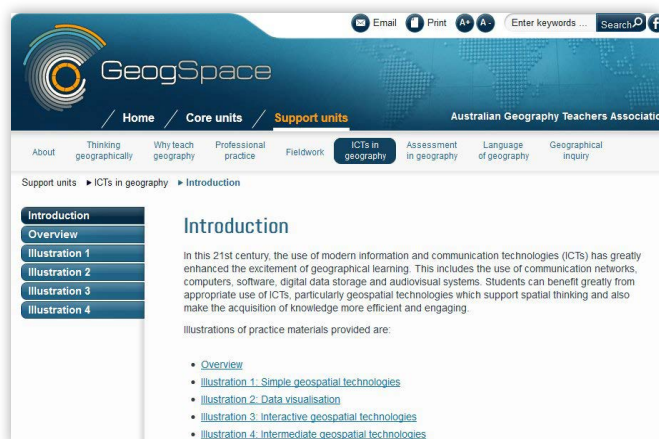 Email Print A+ A- Enter keywords ... Search
GeogSpace
Home Core units Support units
Australian Geography Teachers
About
Thinking geographically
Why teach geography
Professional practice
Fieldwork
ICTs in geography
Assessment in geography
Language of geography
Geographical inquiry
Support units ▸ ICTs in geography ▸ Introduction
Introduction
Overview
Illustration 1
Illustration 2
Illustration 3
Illustration 4
Introduction
In this 21st century, the use of modern information and communication technologies (ICTs) has greatly
enhanced the excitement of geographical learning. This includes the use of communication networks,
computers, software, digital data storage and audiovisual systems. Students can benefit greatly from
appropriate use of ICTs, particularly geospatial technologies which support spatial thinking and also
make the acquisition of knowledge more efficient and engaging.
Illustrations of practice materials provided are:
• Overview
• Illustration 1: Simple geospatial technologies
• Illustration 2: Data visualisation
• Illustration 3: Interactive geospatial technologies
• Illustration 4: Intermediate geospatial technologies